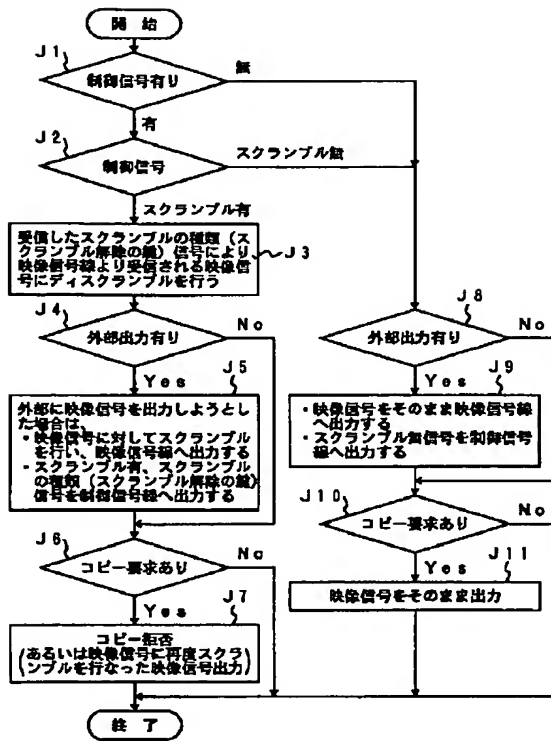 開 始
J1
制御信号有り
無
有
J2
制御信号
スクランブル無
スクランブル有
受信したスクランブルの種類(ス
クランブル解除の鍵)信号により
映像信号線より受信される映像信
号にディスクランブルを行う
J3
J4
外部出力有り
No
Yes
J5
外部に映像信号を出力しようとし
た場合は、
・映像信号に対してスクランブル
を行い、映像信号線へ出力する
・スクランブル有、スクランブル
の種類(スクランブル解除の鍵)
信号を制御信号線へ出力する
J6
コピー要求あり
No
Yes
J7
コピー拒否
(あるいは映像信号に再度スクラ
ンブルを行なった映像信号出力)
J8
外部出力有り
No
Yes
J9
・映像信号をそのまま映像信号線
へ出力する
・スクランブル無信号を制御信号
線へ出力する
J10
コピー要求あり
No
Yes
J11
映像信号をそのまま出力
終 了